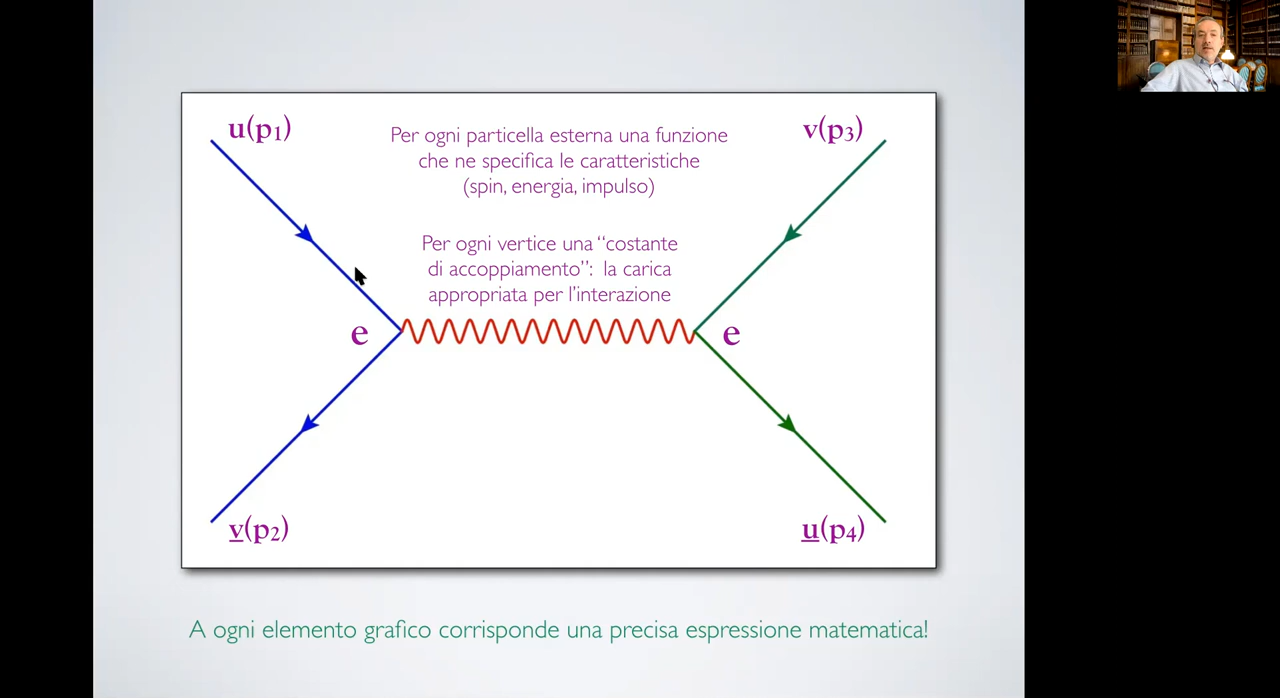 u(p1)
v(p3)
Per ogni particella esterna una funzione
che ne specifica le caratteristiche
(spin, energia, impulso)
Per ogni vertice una “costante
di accoppiamento”: la carica
appropriata per l’interazione
e
e
v(p2)
u(p4)
A ogni elemento grafico corrisponde una precisa espressione matematica!